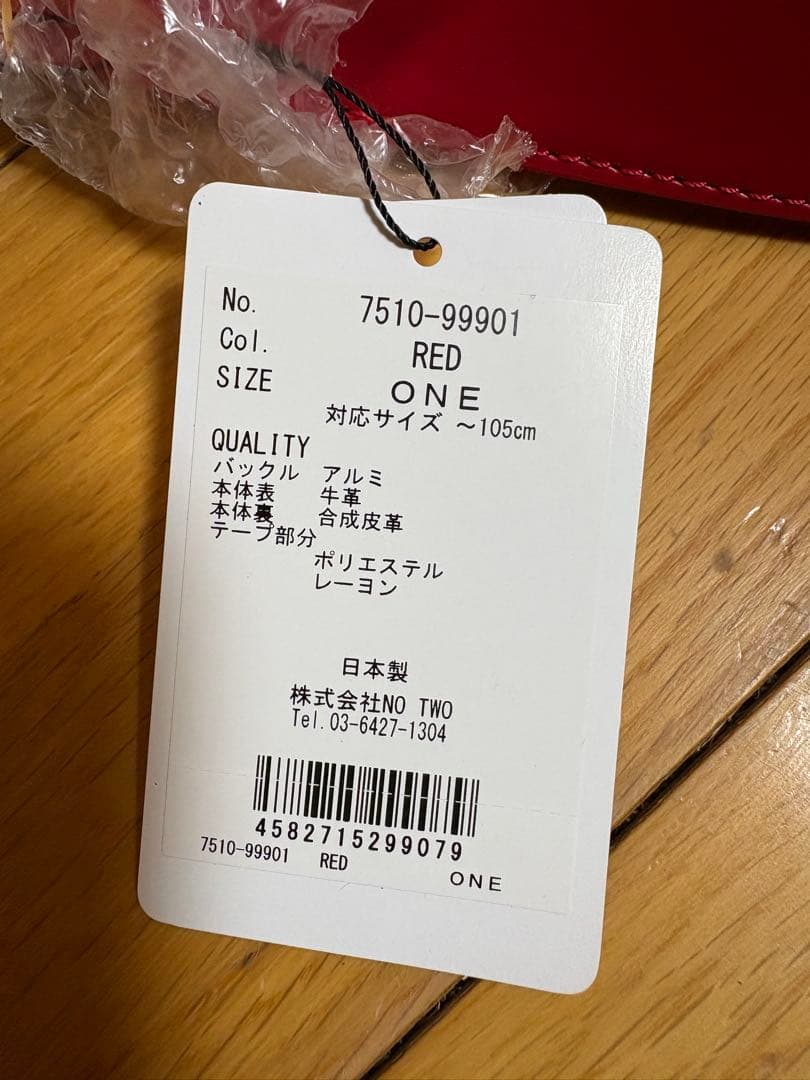 No. 7510-99901
Col. RED
SIZE ONE
対応サイズ ～105cm
QUALITY
バックル アルミ
本体表 牛革
本体裏 合成皮革
テープ部分
ポリエステル
レーヨン
日本製
株式会社NO TWO
Tel.03-6427-1304
4582715299079
7510-99901 RED
ONE